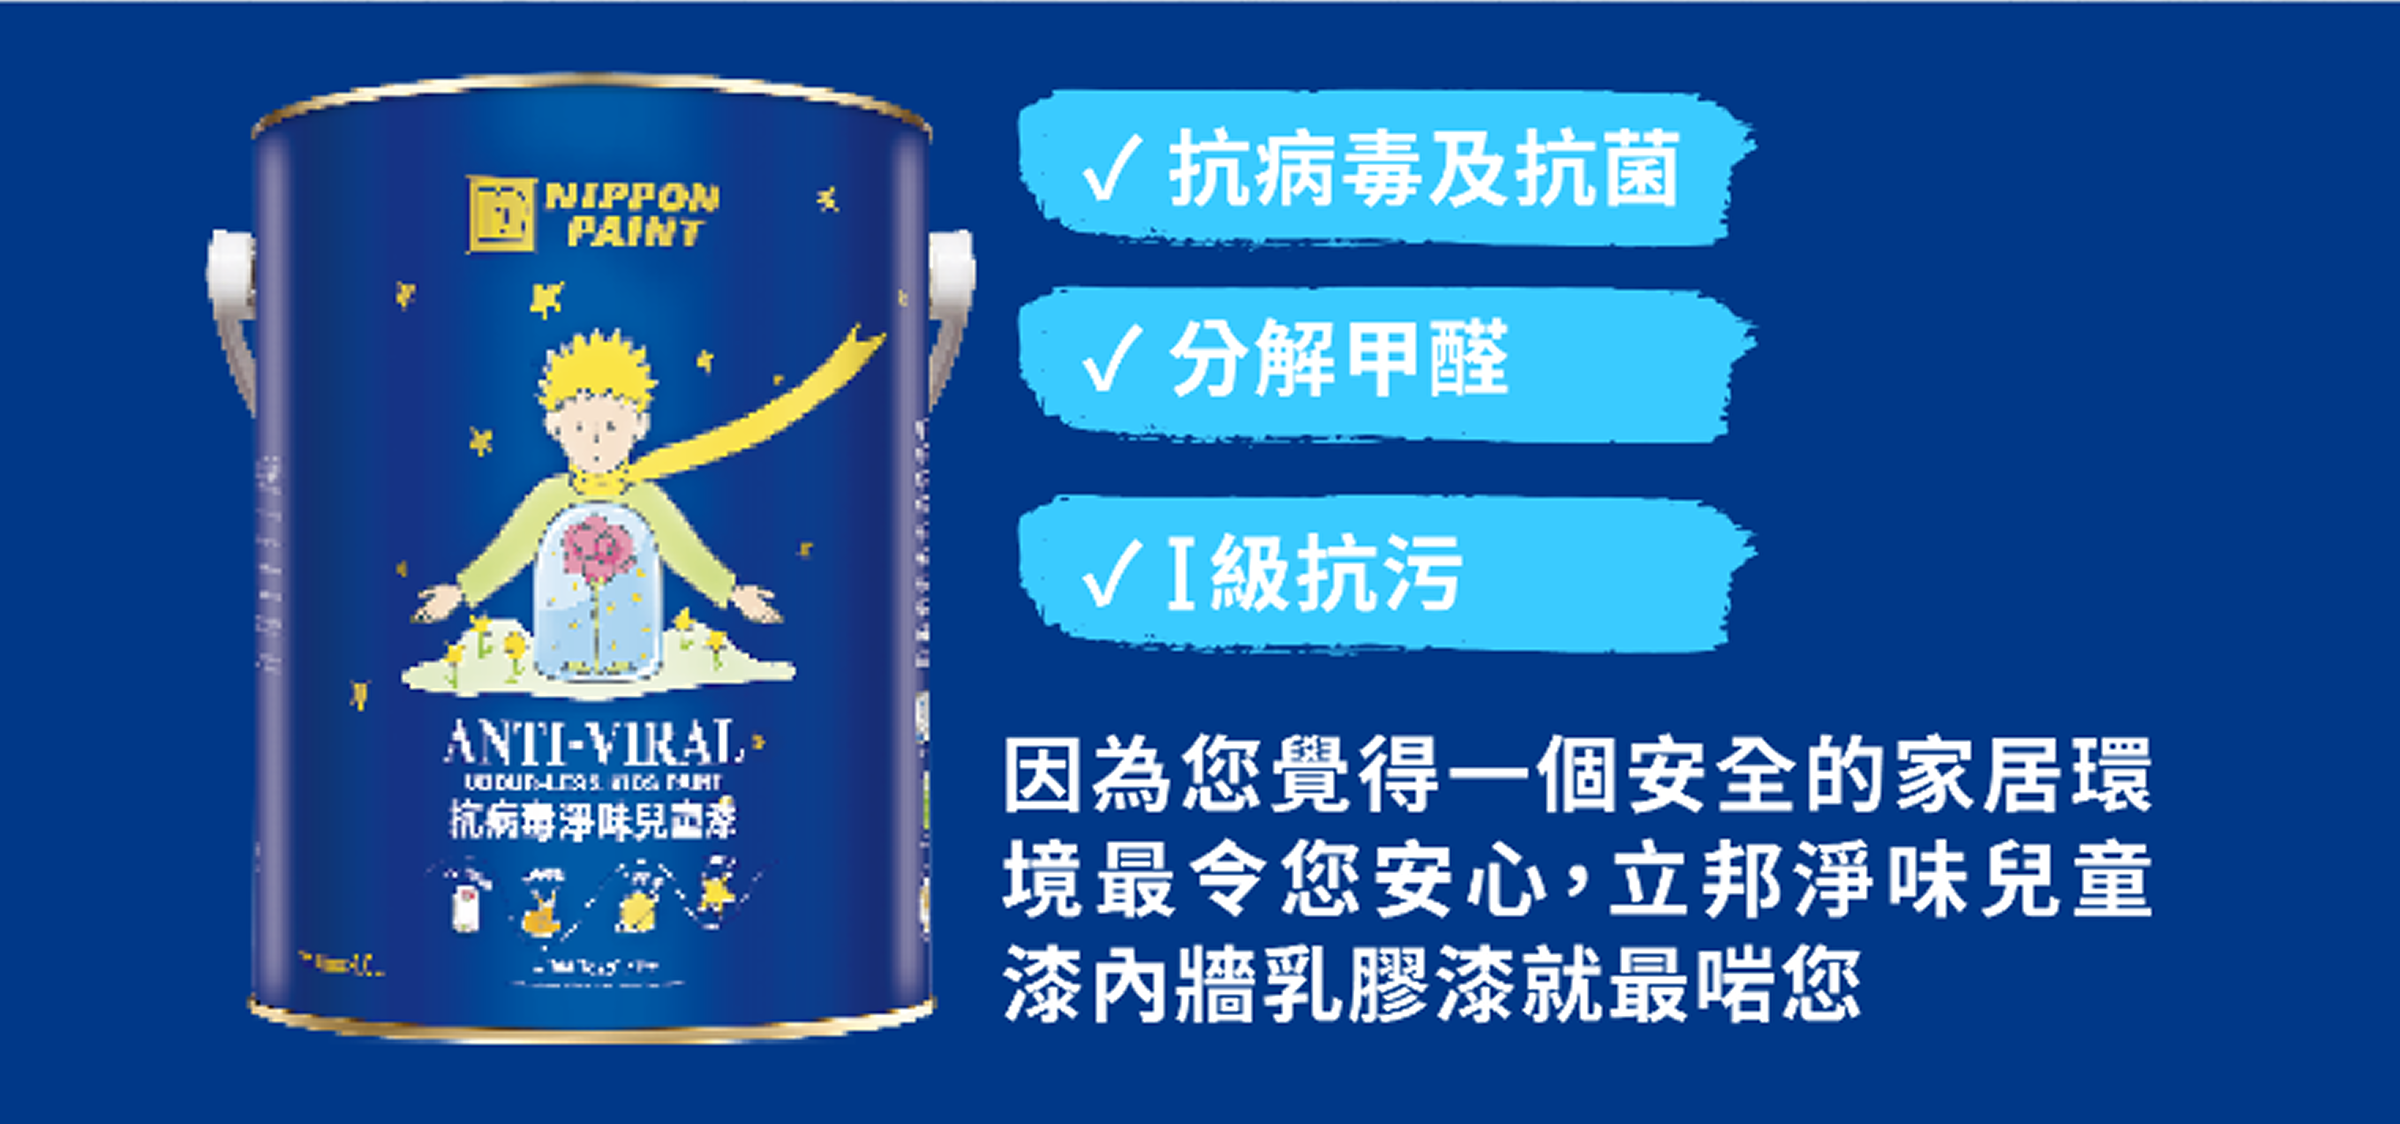 NIPPON
PAINT
ANTI-VIRAL
抗病毒淨味兒童漆
✓ 抗病毒及抗菌
✓ 分解甲醛
✓ I 級抗污
因為您覺得一個安全的家居環
境最令您安心，立邦淨味兒童
漆內牆乳膠漆就最啱您